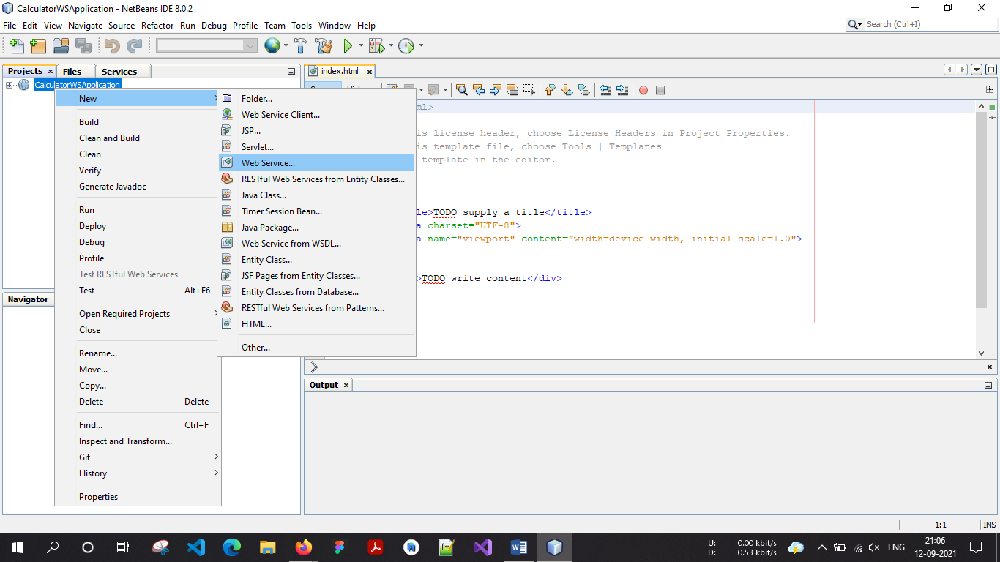 CalculatorWSApplication - NetBeans IDE 8.0.2
File Edit View Navigate Source Refactor Run Debug Profile Team Tools Window Help
Search (Ctrl+I)
Projects Files Services
CalculatorWSApplication
New
Build
Clean and Build
Clean
Verify
Generate Javadoc
Run
Deploy
Debug
Profile
Test RESTful Web Services
Test Alt+F6
Open Required Projects
Close
Rename...
Move...
Copy...
Delete Delete
Find... Ctrl+F
Inspect and Transform...
Git
History
Properties
Folder...
Web Service Client...
JSP...
Servlet...
Web Service...
RESTful Web Services from Entity Classes...
Java Class...
Timer Session Bean...
Java Package...
Web Service from WSDL...
Entity Class...
JSF Pages from Entity Classes...
Entity Classes from Database...
RESTful Web Services from Patterns...
HTML...
Other...
Navigator
index.html
ml>
is license header, choose License Headers in Project Properties.
is template file, choose Tools | Templates
template in the editor.
le>TODO supply a title</title>
a charset="UTF-8">
a name="viewport" content="width=device-width, initial-scale=1.0">
>TODO write content</div>
Output
1:1 INS
U: 0.00 kbit/s
D: 0.53 kbit/s
ENG
21:06
12-09-2021